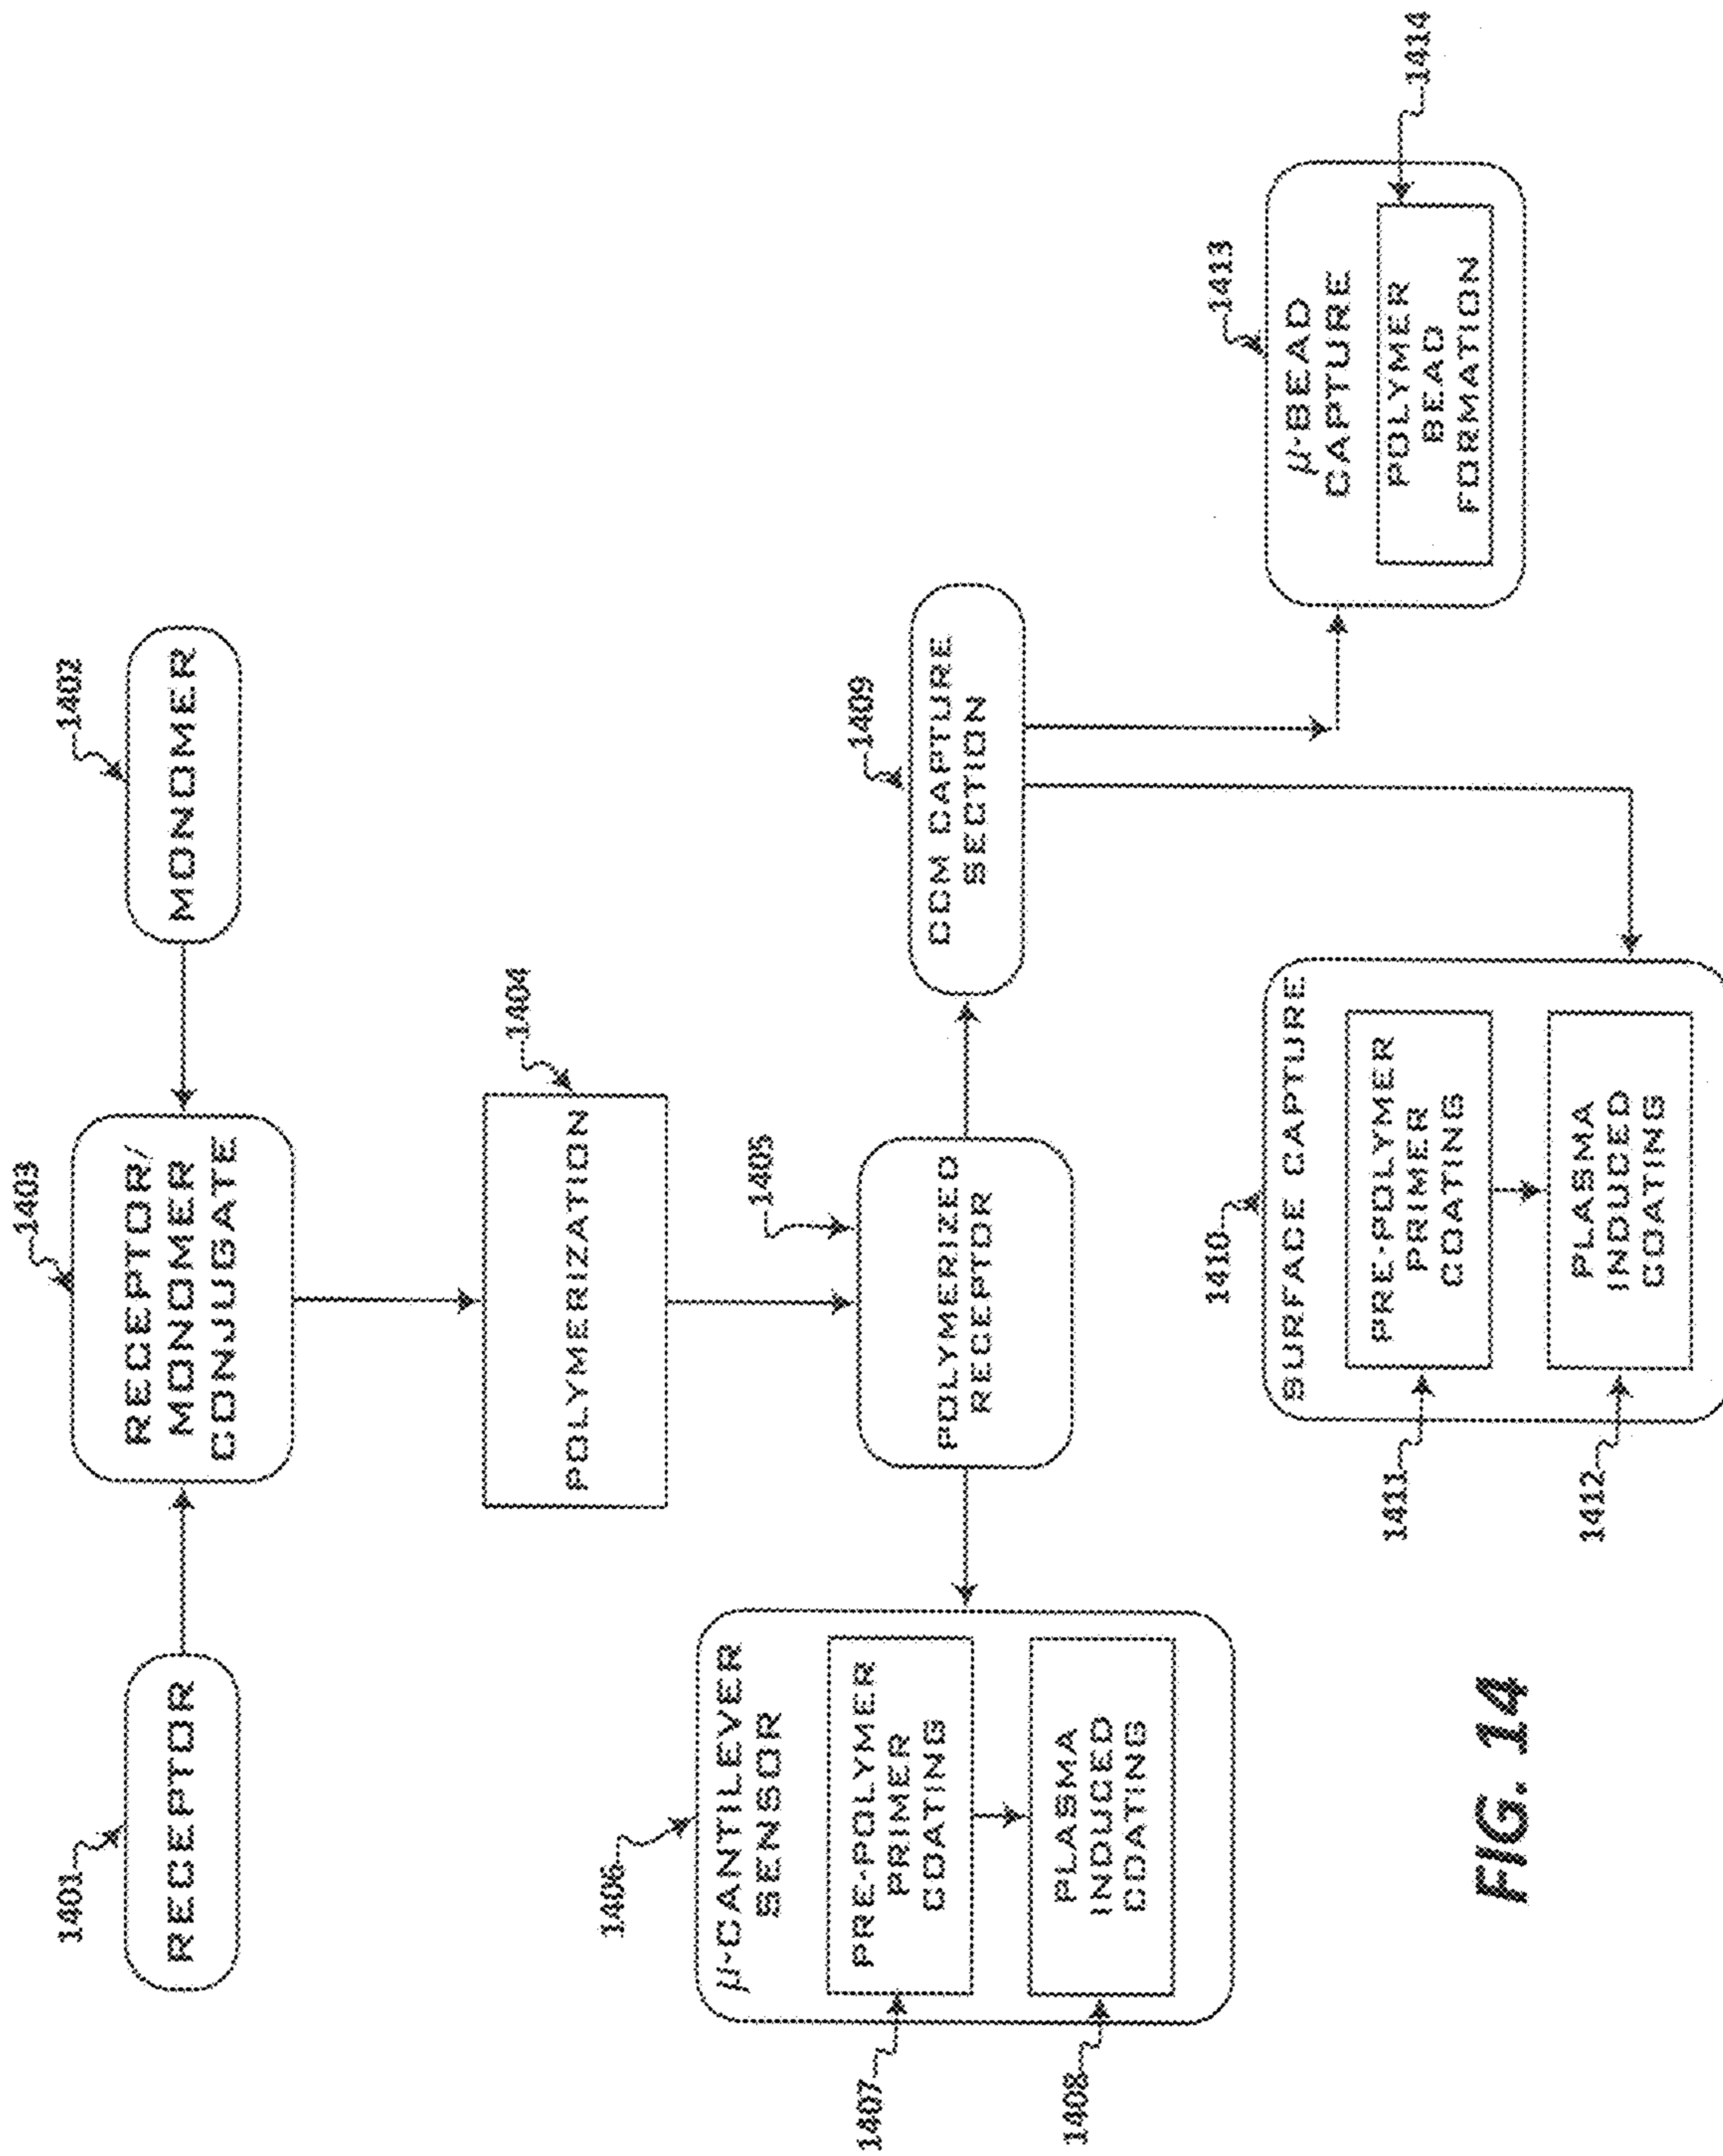 1403
1401
1402
RECEPTOR
RECEPTOR/
MONOMER
CONJUGATE
MONOMER
1404
POLYMERIZATION
1406
1405
1409
μ-CANTILEVER
SENSOR
1407
PRE-POLYMER
PRIMER
COATING
1408
PLASMA
INDUCED
COATING
POLYMERIZED
RECEPTOR
CCM CAPTURE
SECTION
1410
SURFACE CAPTURE
1411
PRE-POLYMER
PRIMER
COATING
1412
PLASMA
INDUCED
COATING
1413
μ-BEAD
CAPTURE
1414
POLYMER
BEAD
FORMATION
FIG. 14